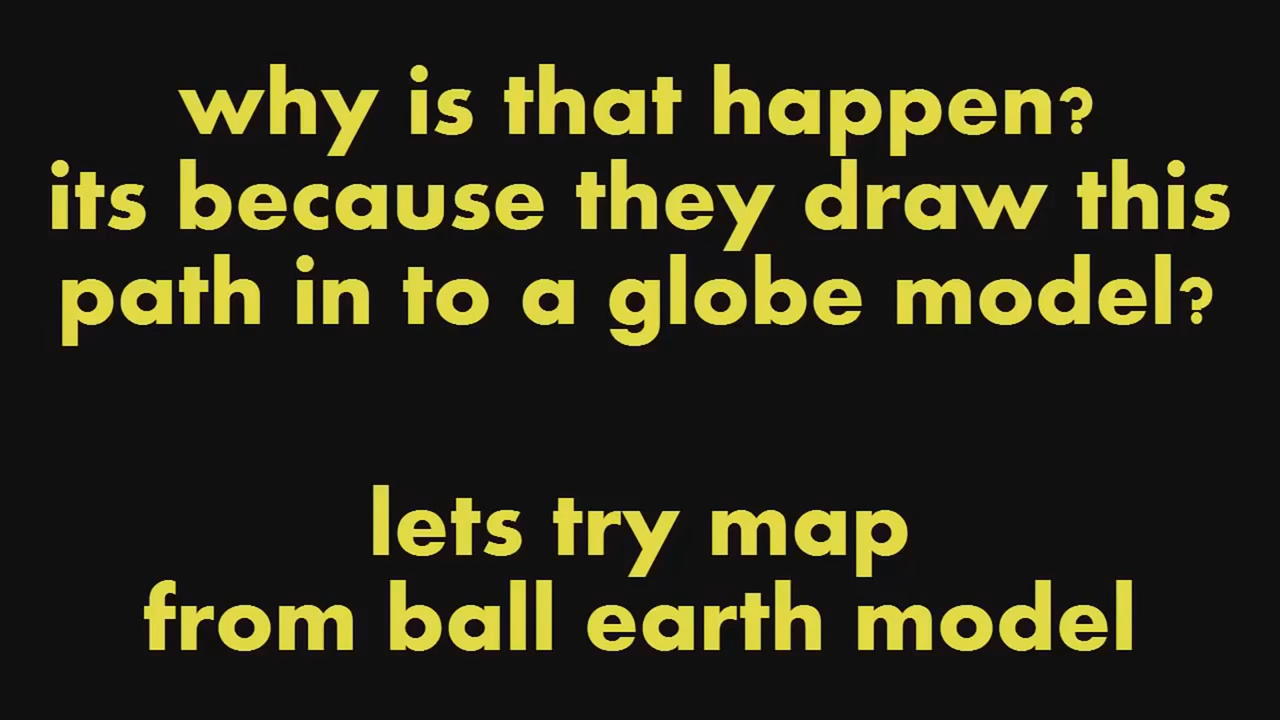 why is that happen?
its because they draw this
path in to a globe model?
lets try map
from ball earth model